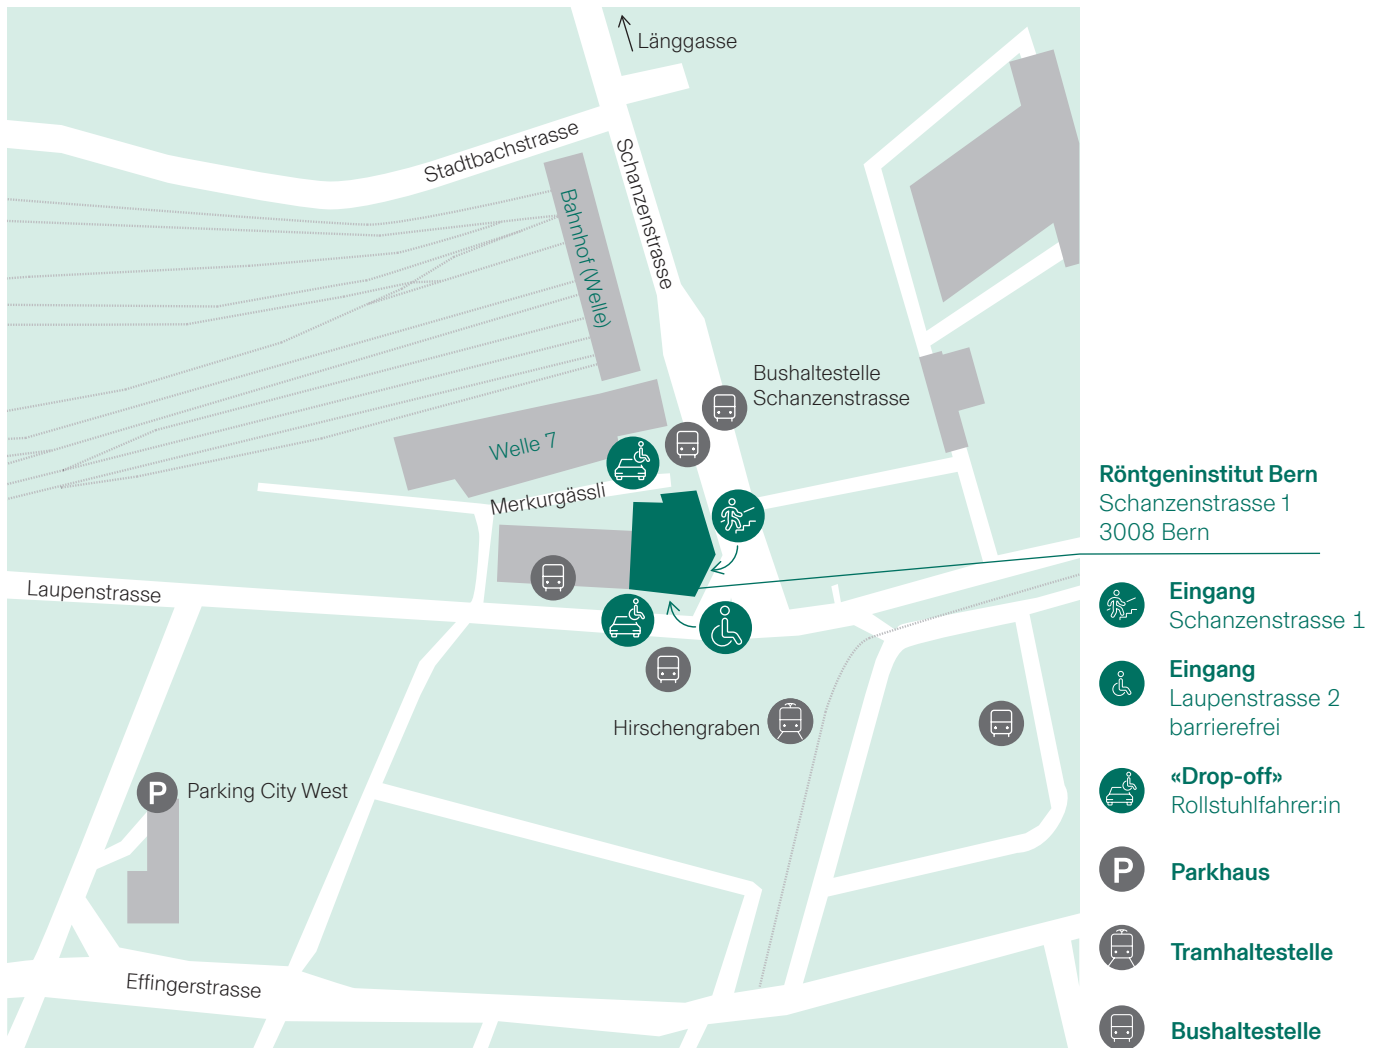 Länggasse
Stadtbachstrasse
Schanzenstrasse
Bahnhof (Welle)
Bushaltestelle
Schanzenstrasse
Welle 7
Merkurgässli
Laupenstrasse
Hirschengraben
P
Parking City West
Effingerstrasse
Röntgeninstitut Bern
Schanzenstrasse 1
3008 Bern
Eingang
Schanzenstrasse 1
Eingang
Laupenstrasse 2
barrierefrei
«Drop-off»
Rollstuhlfahrer:in
P
Parkhaus
Tramhaltestelle
Bushaltestelle